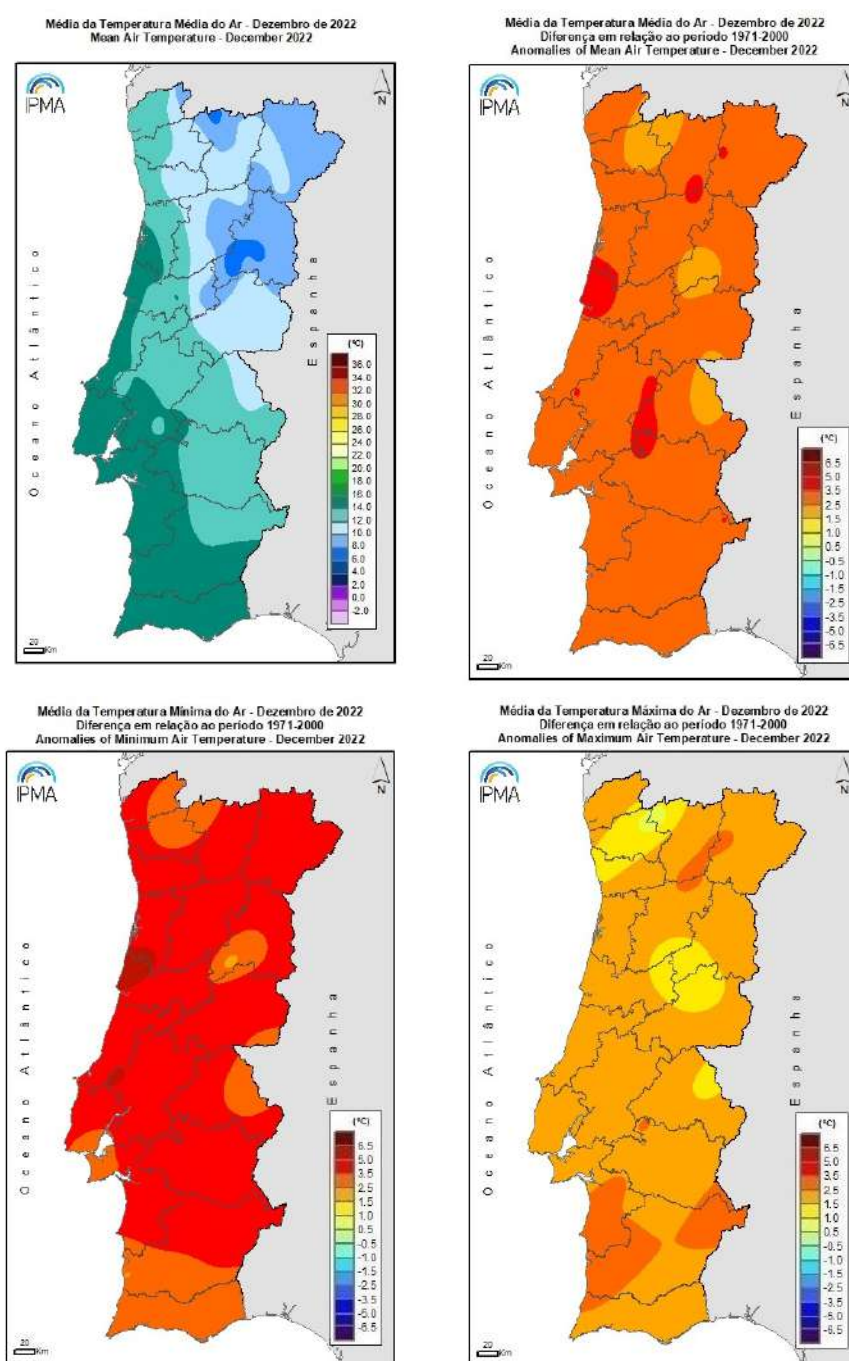 Média da Temperatura Média do Ar - Dezembro de 2022
Mean Air Temperature - December 2022
IPMA
N
Oceano Atlântico
Espanha
(ºC)
36.0
34.0
32.0
30.0
28.0
26.0
24.0
22.0
20.0
18.0
16.0
14.0
12.0
10.0
8.0
6.0
4.0
2.0
0.0
-2.0
20
Km
Média da Temperatura Média do Ar - Dezembro de 2022
Diferença em relação ao período 1971-2000
Anomalies of Mean Air Temperature - December 2022
IPMA
N
Oceano Atlântico
Espanha
(ºC)
6.5
5.0
3.5
2.5
1.5
1.0
0.5
-0.5
-1.0
-1.5
-2.5
-3.5
-5.0
-6.5
20
Km
Média da Temperatura Mínima do Ar - Dezembro de 2022
Diferença em relação ao período 1971-2000
Anomalies of Minimum Air Temperature - December 2022
IPMA
N
Oceano Atlântico
Espanha
(ºC)
6.5
5.0
3.5
2.5
1.5
1.0
0.5
-0.5
-1.0
-1.5
-2.5
-3.5
-5.0
-6.5
20
Km
Média da Temperatura Máxima do Ar - Dezembro de 2022
Diferença em relação ao período 1971-2000
Anomalies of Maximum Air Temperature - December 2022
IPMA
N
Oceano Atlântico
Espanha
(ºC)
6.5
5.0
3.5
2.5
1.5
1.0
0.5
-0.5
-1.0
-1.5
-2.5
-3.5
-5.0
-6.5
20
Km